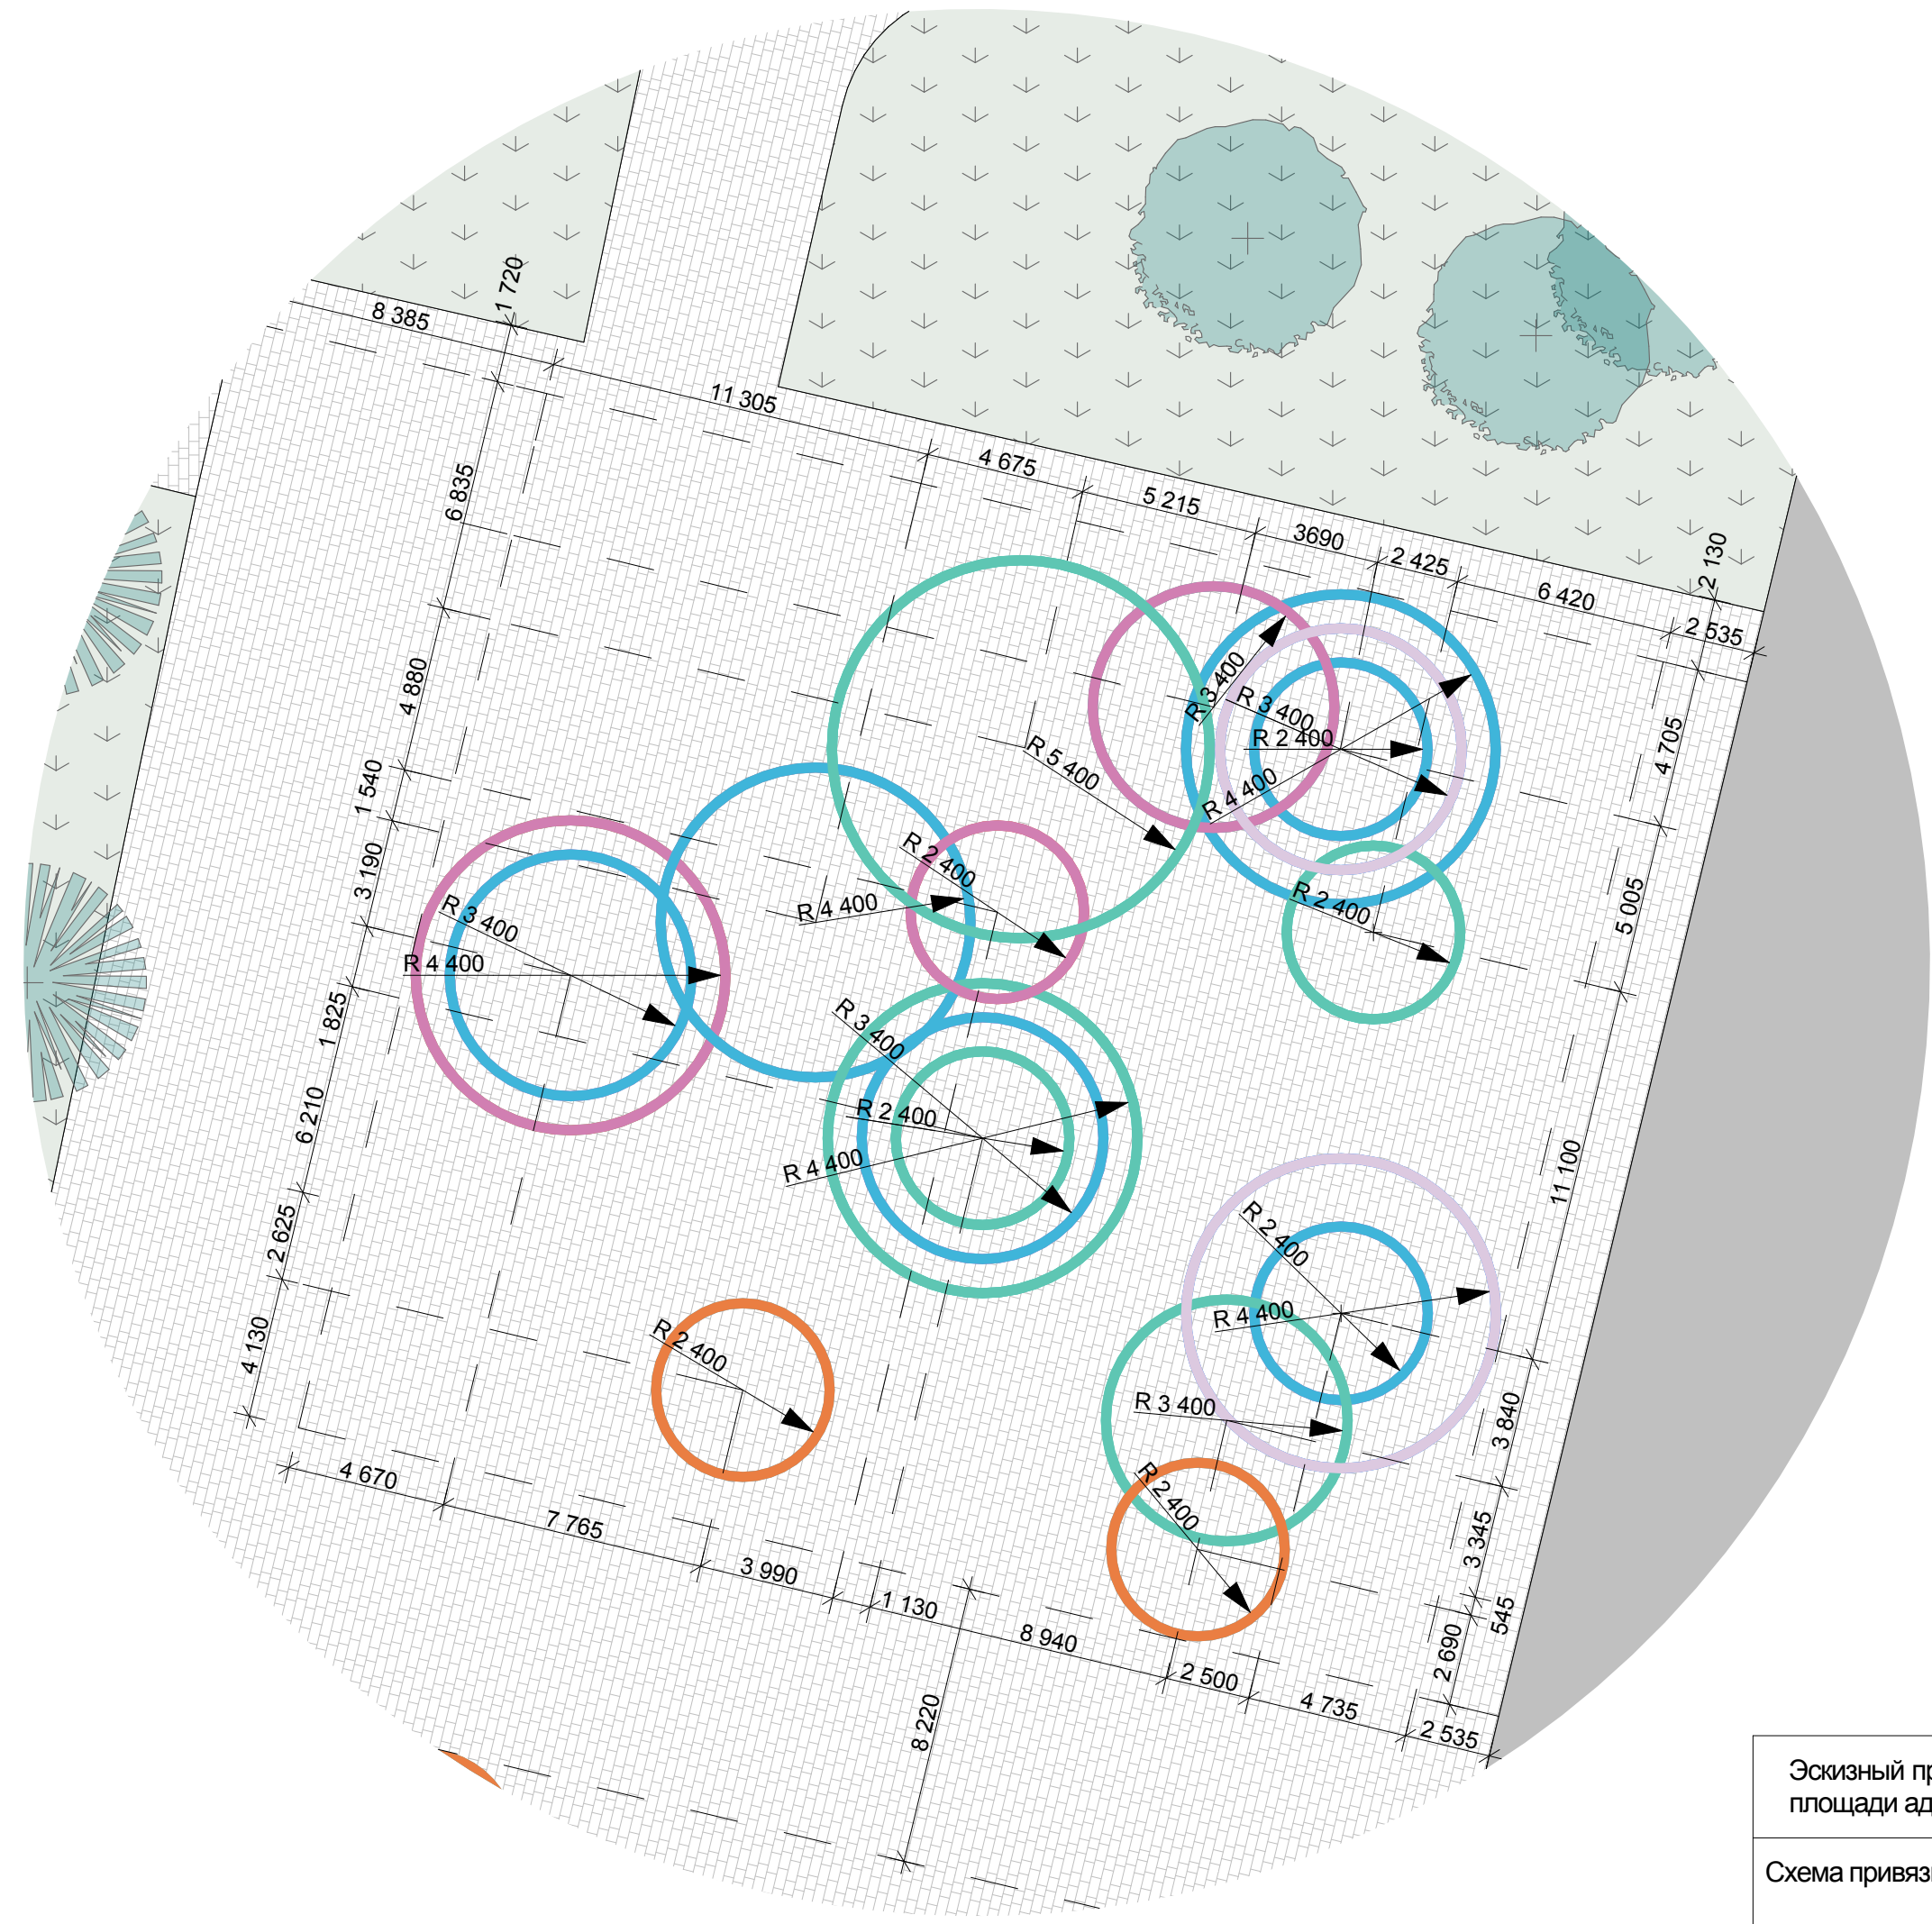 8 385
1 720
11 305
4 675
5 215
3690
2 425
6 420
2 130
2 535
6 835
4 880
1 540
3 190
1 825
6 210
2 625
4 130
4 705
5 005
11 100
3 840
3 345
545
2 690
R 3 400
R 3 400
R 2 400
R 4 400
R 5 400
R 2 400
R 4 400
R 2 400
R 3 400
R 4 400
R 3 400
R 2 400
R 4 400
R 2 400
R 4 400
R 2 400
R 3 400
R 2 400
4 670
7 765
3 990
1 130
8 940
2 500
4 735
2 535
8 220
Эскизный пр
площади ад
Схема привяз